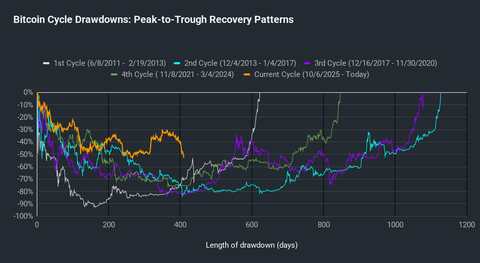 Bitcoin Cycle Drawdowns: Peak-to-Trough Recovery Patterns
1st Cycle (6/8/2011 - 2/19/2013) 2nd Cycle (12/4/2013 - 1/4/2017) 3rd Cycle (12/16/2017 - 11/30/2020)
4th Cycle ( 11/8/2021 - 3/4/2024) Current Cycle (10/6/2025 - Today)
0%
-10%
-20%
-30%
-40%
-50%
-60%
-70%
-80%
-90%
-100%
0 200 400 600 800 1000 1200
Length of drawdown (days)